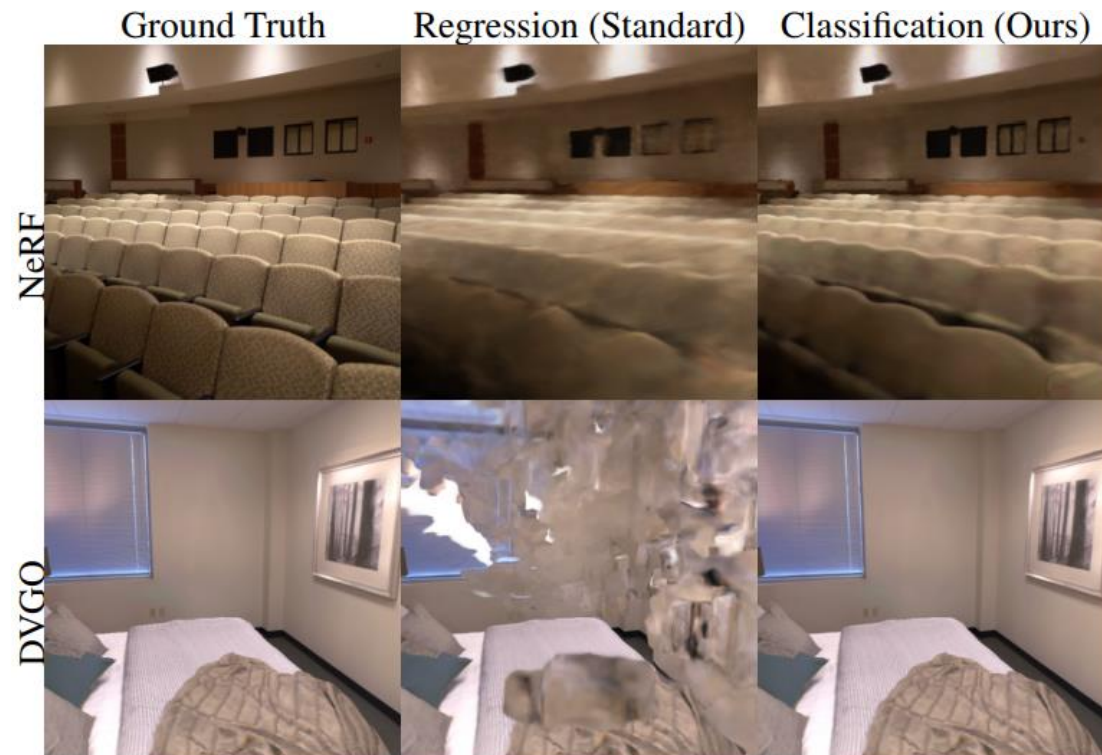 Ground Truth
Regression (Standard)
Classification (Ours)
NeRF
DVGO